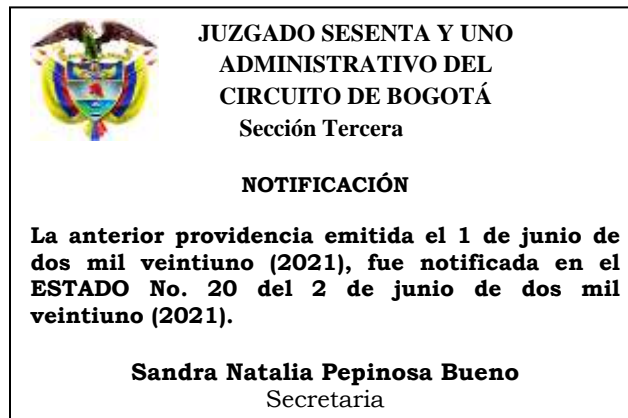 JUZGADO SESENTA Y UNO
ADMINISTRATIVO DEL
CIRCUITO DE BOGOTÁ
Sección Tercera
NOTIFICACIÓN
La anterior providencia emitida el 1 de junio de
dos mil veintiuno (2021), fue notificada en el
ESTADO No. 20 del 2 de junio de dos mil
veintiuno (2021).
Sandra Natalia Pepinosa Bueno
Secretaria